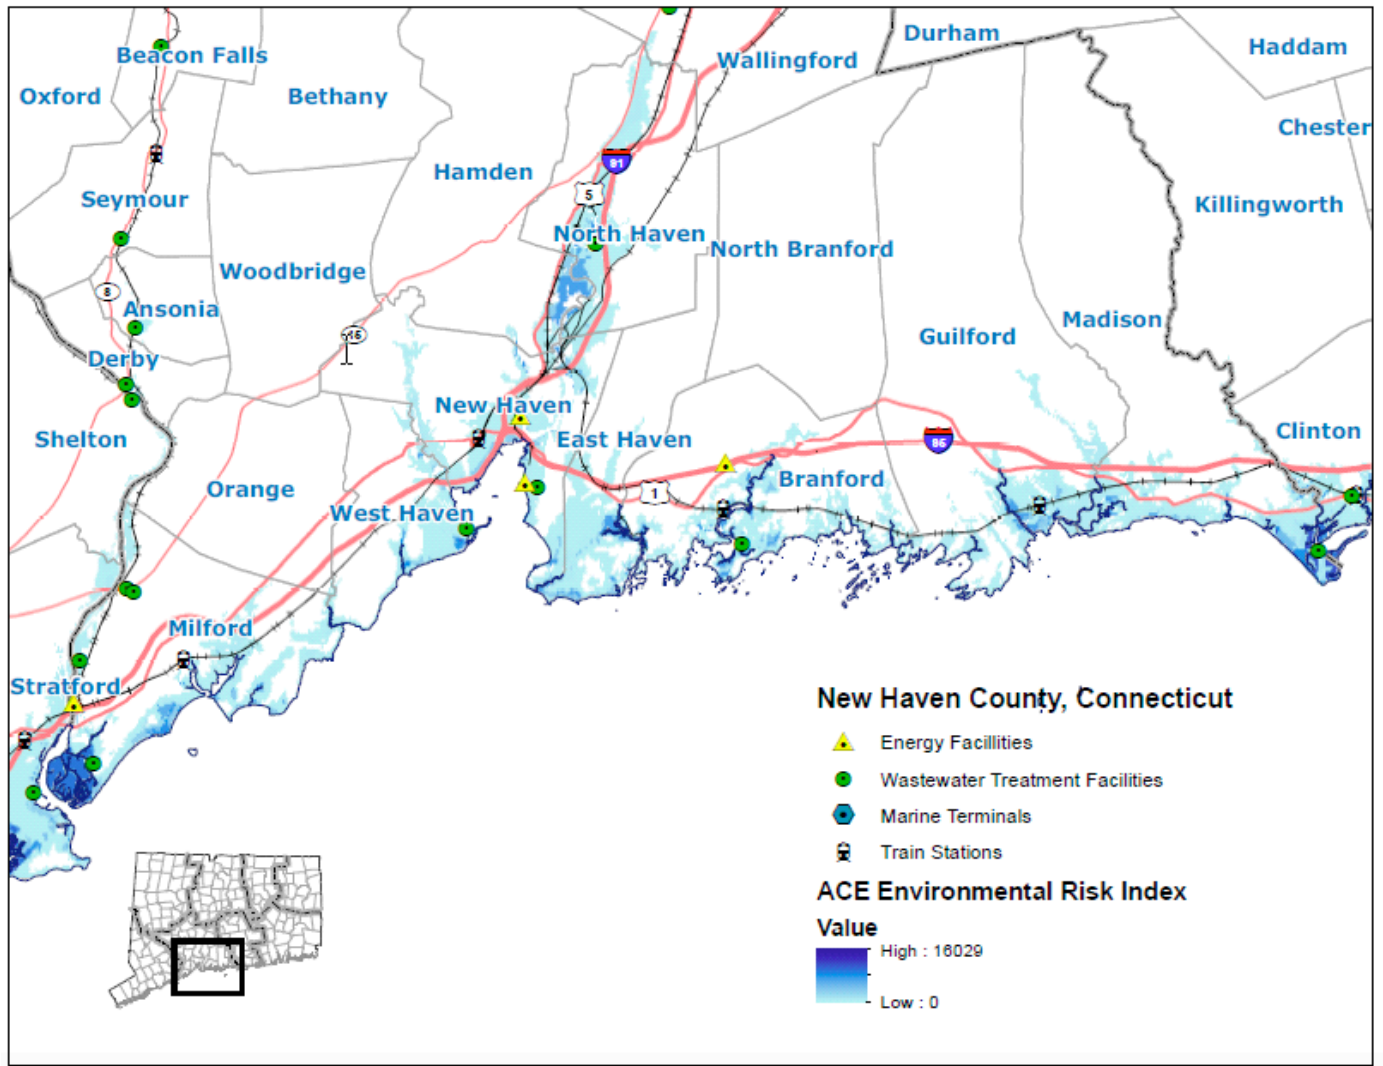 Durham
Haddam
Beacon Falls
Wallingford
Oxford
Bethany
Chester
91
Hamden
5
Seymour
Killingworth
North Haven
North Branford
Woodbridge
8
Ansonia
Madison
15
Guilford
Derby
New Haven
Clinton
Shelton
East Haven
95
Branford
Orange
1
West Haven
Milford
Stratford
New Haven County, Connecticut
Energy Facillities
Wastewater Treatment Facilities
Marine Terminals
Train Stations
ACE Environmental Risk Index
Value
High : 16029
Low : 0